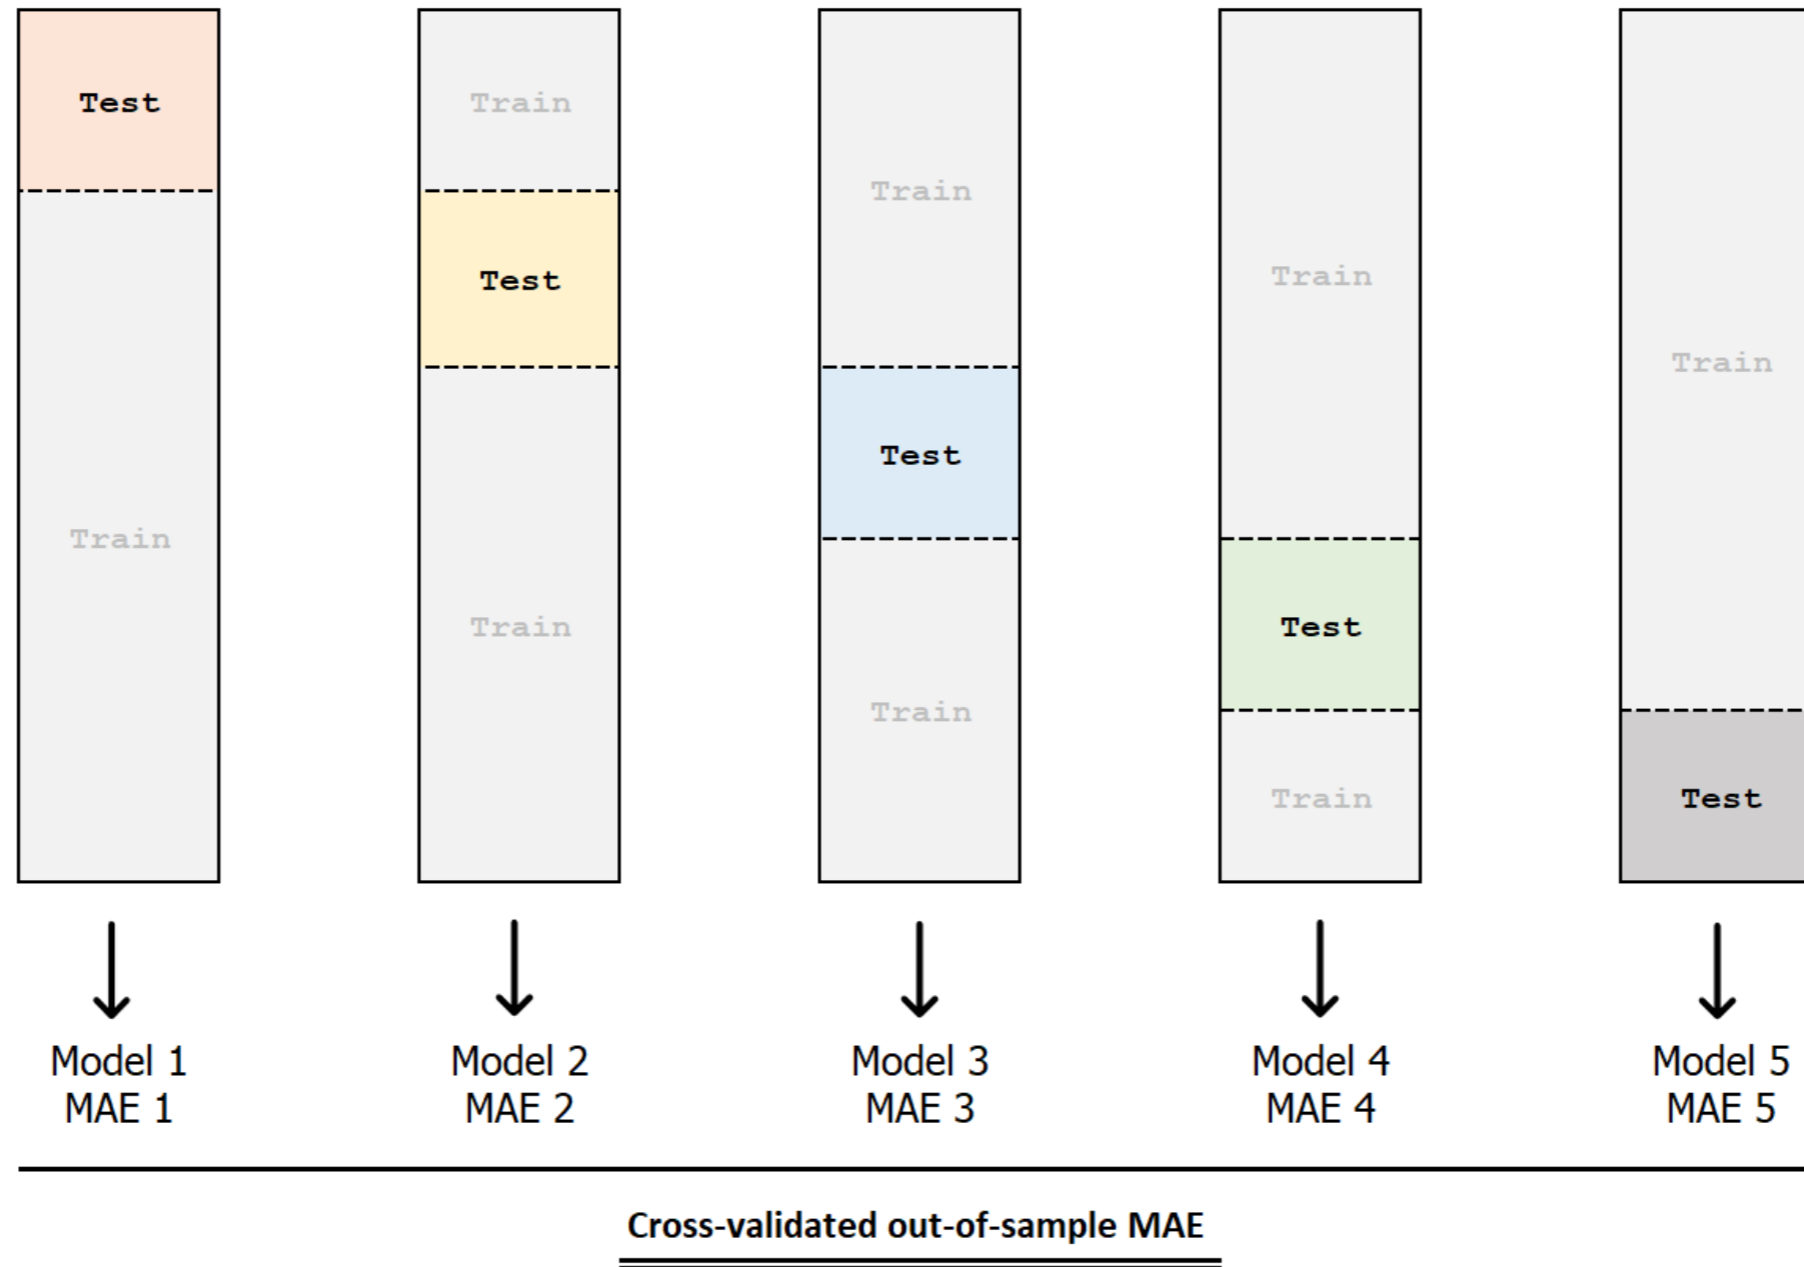 Test
Train
Train
Test
Train
Train
Test
Train
Train
Test
Train
Train
Test
Model 1
MAE 1
Model 2
MAE 2
Model 3
MAE 3
Model 4
MAE 4
Model 5
MAE 5
Cross-validated out-of-sample MAE